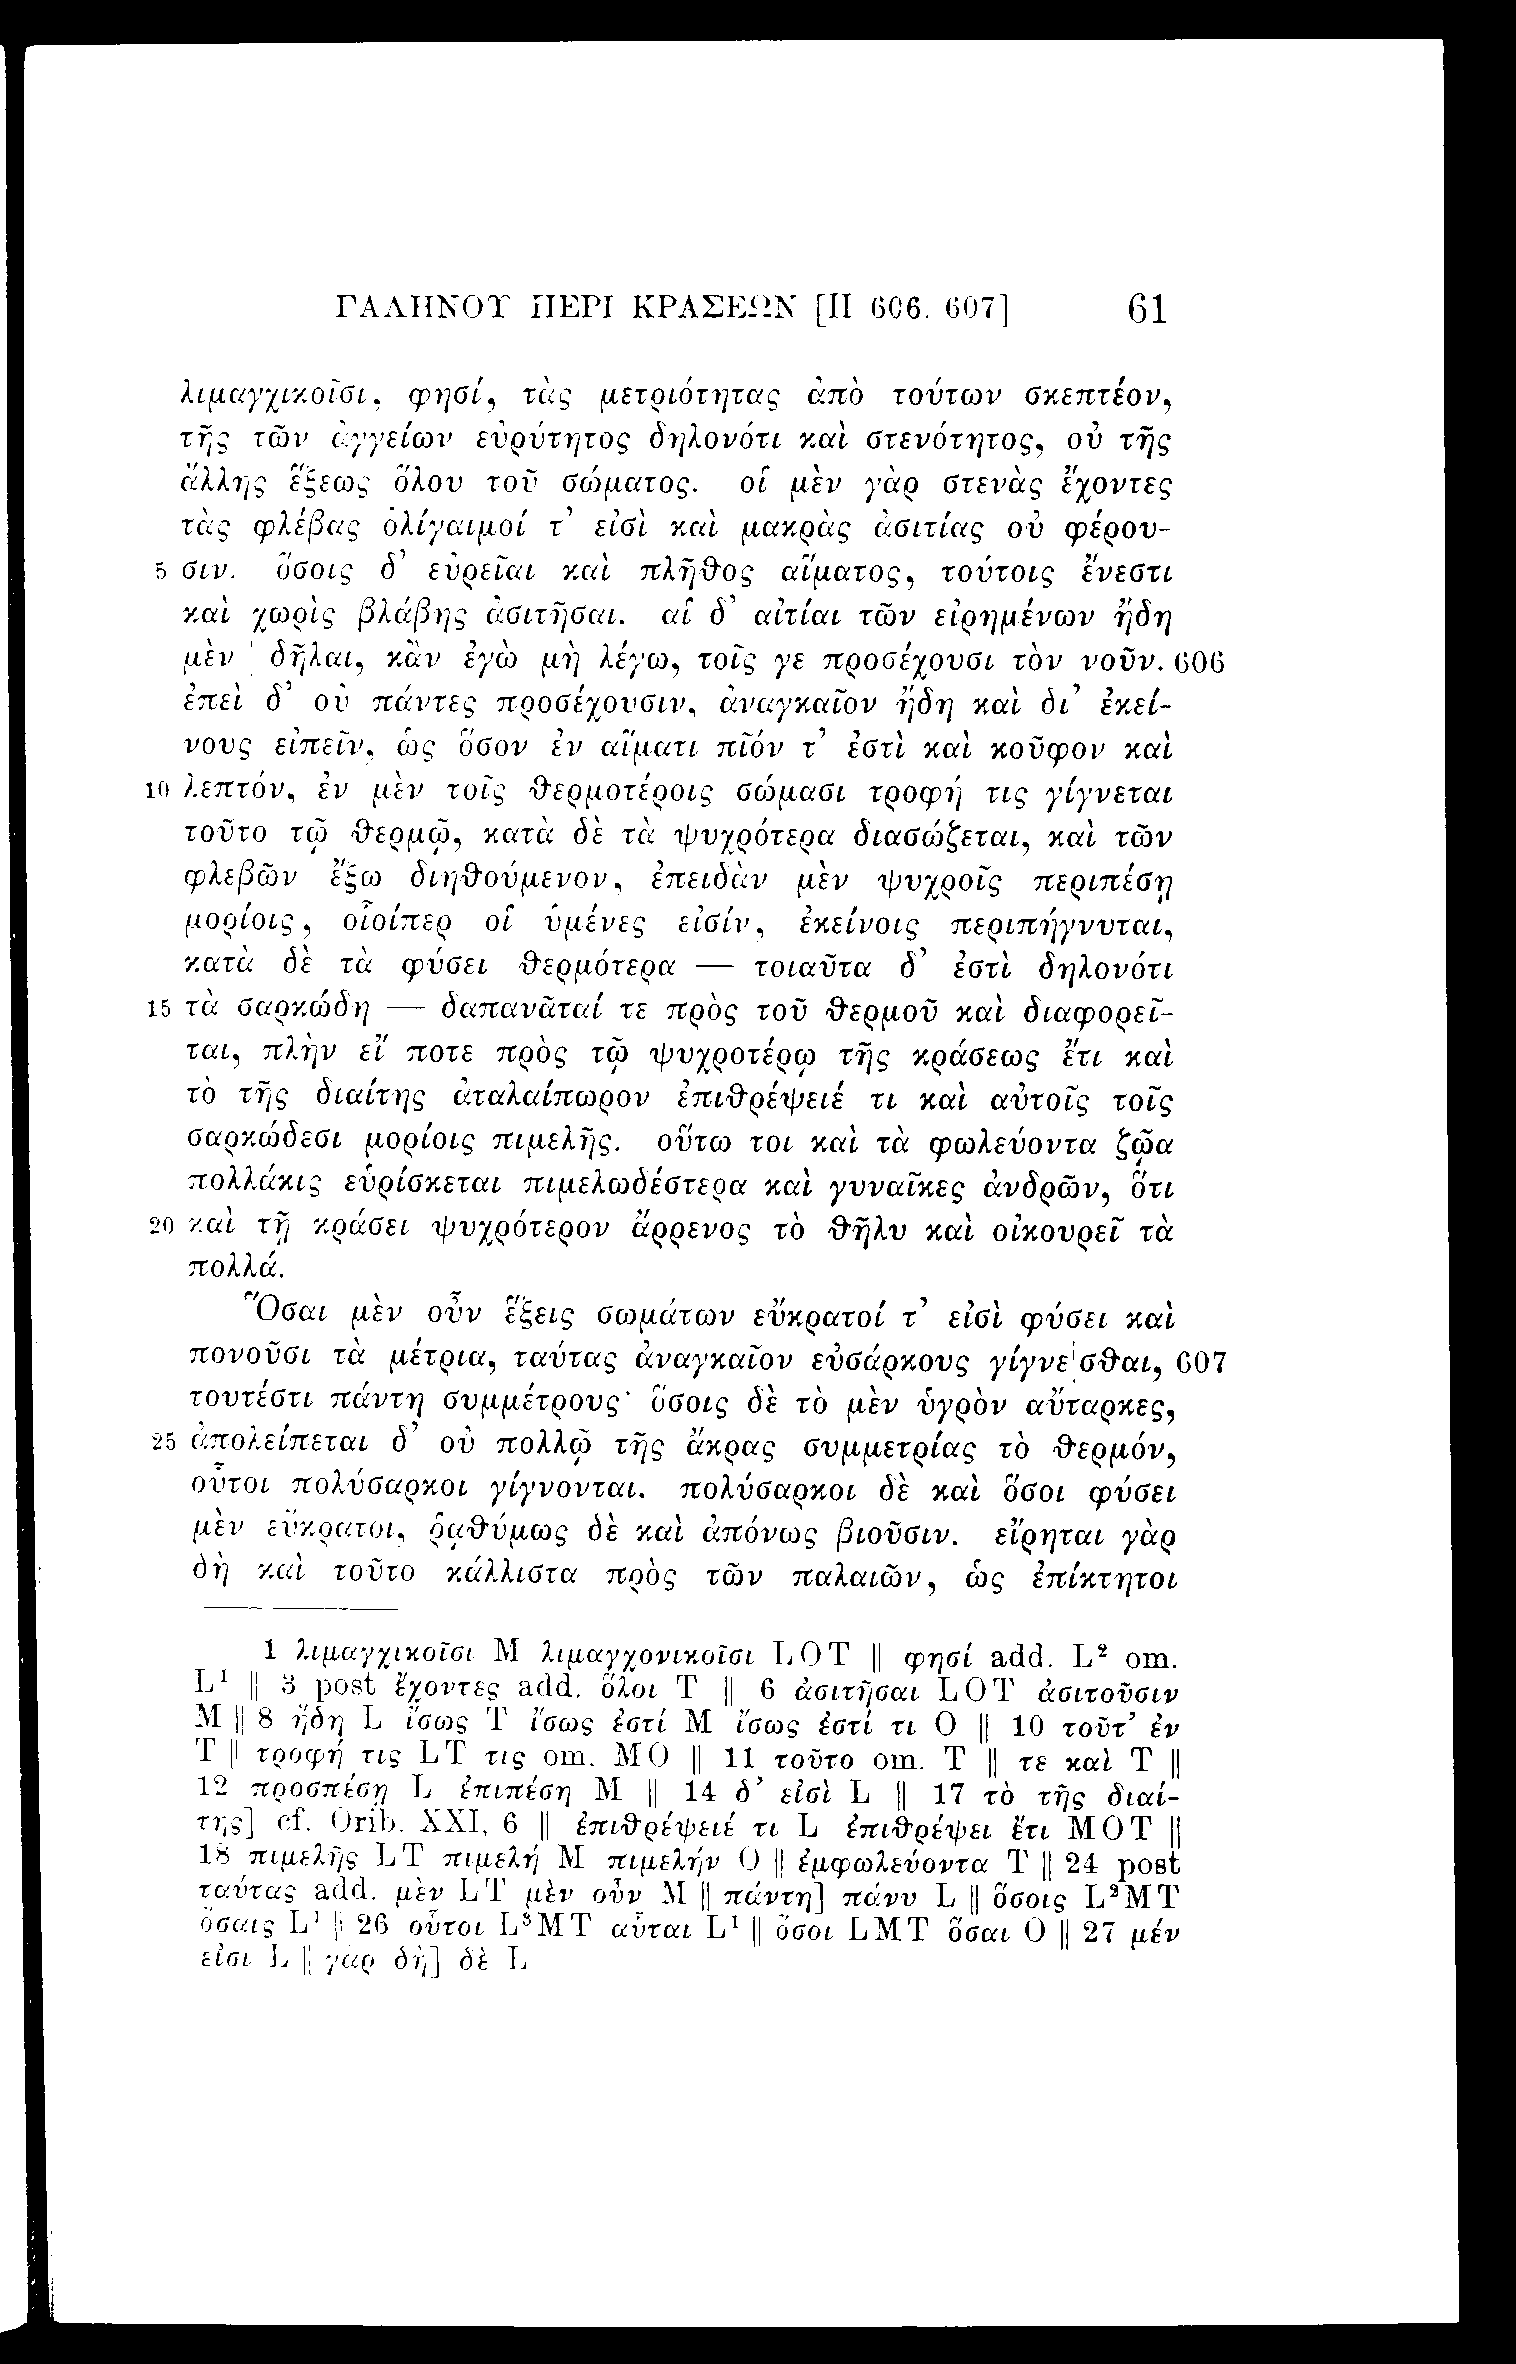 ΓΑΛΗΝΟΥ ΠΕΡΙ ΚΡΑΣΕΩΝ [II 606. 607] 61
λιμαγχικοῖσι, φησί, τὰς μετριότητας ἀπὸ τούτων σκεπτέον,
τῆς τῶν ἀγγείων εὐρύτητος δηλονότι καὶ στενότητος, οὐ τῆς
ἄλλης ἕξεως ὅλου τοῦ σώματος. οἱ μὲν γὰρ στενὰς ἔχοντες
τὰς φλέβας ὀλίγαιμοί τ’ εἰσὶ καὶ μακρὰς ἀσιτίας οὐ φέρου-
5 σιν. ὅσοις δ’ εὐρεῖαι καὶ πλῆθος αἵματος, τούτοις ἔνεστι
καὶ χωρὶς βλάβης ἀσιτῆσαι. αἱ δ’ αἰτίαι τῶν εἰρημένων ἤδη
μὲν | δῆλαι, κἂν ἐγὼ μὴ λέγω, τοῖς γε προσέχουσι τὸν νοῦν. 606
ἐπεὶ δ’ οὐ πάντες προσέχουσιν, ἀναγκαῖον ἤδη καὶ δι’ ἐκεί-
νους εἰπεῖν, ὡς ὅσον ἐν αἵματι πῖόν τ’ ἐστὶ καὶ κοῦφον καὶ
10 λεπτόν, ἐν μὲν τοῖς θερμοτέροις σώμασι τροφή τις γίγνεται
τοῦτο τῷ θερμῷ, κατὰ δὲ τὰ ψυχρότερα διασώζεται, καὶ τῶν
φλεβῶν ἔξω διηθούμενον, ἐπειδὰν μὲν ψυχροῖς περιπέσῃ
μορίοις, οἷοίπερ οἱ ὑμένες εἰσίν, ἐκείνοις περιπήγνυται,
κατὰ δὲ τὰ φύσει θερμότερα — τοιαῦτα δ’ ἐστὶ δηλονότι
15 τὰ σαρκώδη — δαπανᾶταί τε πρὸς τοῦ θερμοῦ καὶ διαφορεῖ-
ται, πλὴν εἴ ποτε πρὸς τῷ ψυχροτέρῳ τῆς κράσεως ἔτι καὶ
τὸ τῆς διαίτης ἀταλαίπωρον ἐπιθρέψειέ τι καὶ αὐτοῖς τοῖς
σαρκώδεσι μορίοις πιμελῆς. οὕτω τοι καὶ τὰ φωλεύοντα ζῷα
πολλάκις εὑρίσκεται πιμελωδέστερα καὶ γυναῖκες ἀνδρῶν, ὅτι
20 καὶ τῇ κράσει ψυχρότερον ἄρρενος τὸ θῆλυ καὶ οἰκουρεῖ τὰ
πολλά.
Ὅσαι μὲν οὖν ἕξεις σωμάτων εὔκρατοί τ’ εἰσὶ φύσει καὶ
πονοῦσι τὰ μέτρια, ταύτας ἀναγκαῖον εὐσάρκους γίγνε|σθαι, 607
τουτέστι πάντη συμμέτρους· ὅσοις δὲ τὸ μὲν ὑγρὸν αὔταρκες,
25 ἀπολείπεται δ’ οὐ πολλῷ τῆς ἄκρας συμμετρίας τὸ θερμόν,
οὗτοι πολύσαρκοι γίγνονται. πολύσαρκοι δὲ καὶ ὅσοι φύσει
μὲν εὔκρατοι, ῥᾳθύμως δὲ καὶ ἀπόνως βιοῦσιν. εἴρηται γὰρ
δὴ καὶ τοῦτο κάλλιστα πρὸς τῶν παλαιῶν, ὡς ἐπίκτητοι
1 λιμαγχικοῖσι M λιμαγχονικοῖσι LOT || φησί add. L² om.
L¹ || 3 post ἔχοντες add. ὅλοι T || 6 ἀσιτῆσαι LOT ἀσιτοῦσιν
M || 8 ἤδη L ἴσως T ἴσως ἐστί M ἴσως ἐστί τι O || 10 τοῦτ’ ἐν
T || τροφή τις LT τις om. MO || 11 τοῦτο om. T || τε καὶ T ||
12 προσπέσῃ L ἐπιπέσῃ M || 14 δ’ εἰσὶ L || 17 τὸ τῆς διαί-
της] cf. Orib. XXI, 6 || ἐπιθρέψειέ τι L ἐπιθρέψει ἔτι MOT ||
18 πιμελῆς LT πιμελή M πιμελήν O || ἐμφωλεύοντα T || 24 post
ταύτας add. μὲν LT μὲν οὖν M || πάντη] πάνυ L || ὅσοις L²MT
ὅσαις L¹ || 26 οὗτοι L³MT αὗται L¹ || ὅσοι LMT ὅσαι O || 27 μέν
εἰσι L || γὰρ δὴ] δὲ L